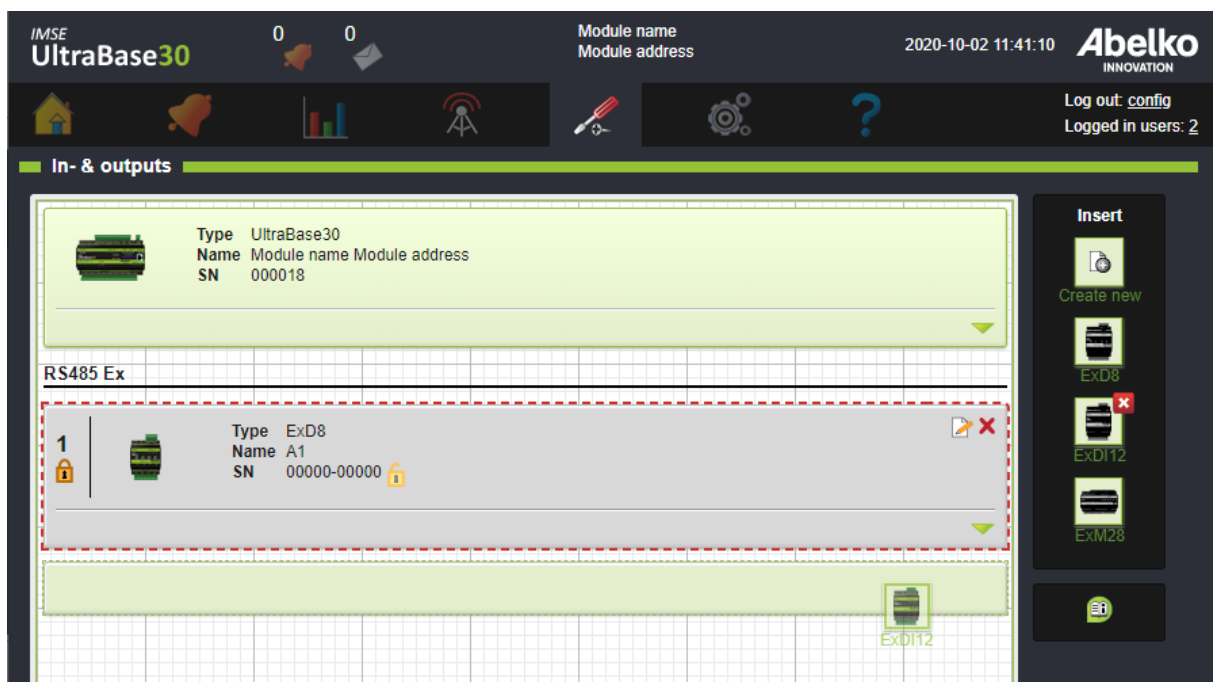 IMSE
UltraBase30
0
0
Module name
Module address
2020-10-02 11:41:10
Abelko
INNOVATION
Log out: config
Logged in users: 2
In- & outputs
Type UltraBase30
Name Module name Module address
SN 000018
RS485 Ex
1
Type ExD8
Name A1
SN 00000-00000
Insert
Create new
ExD8
ExDI12
ExM28
ExDI12